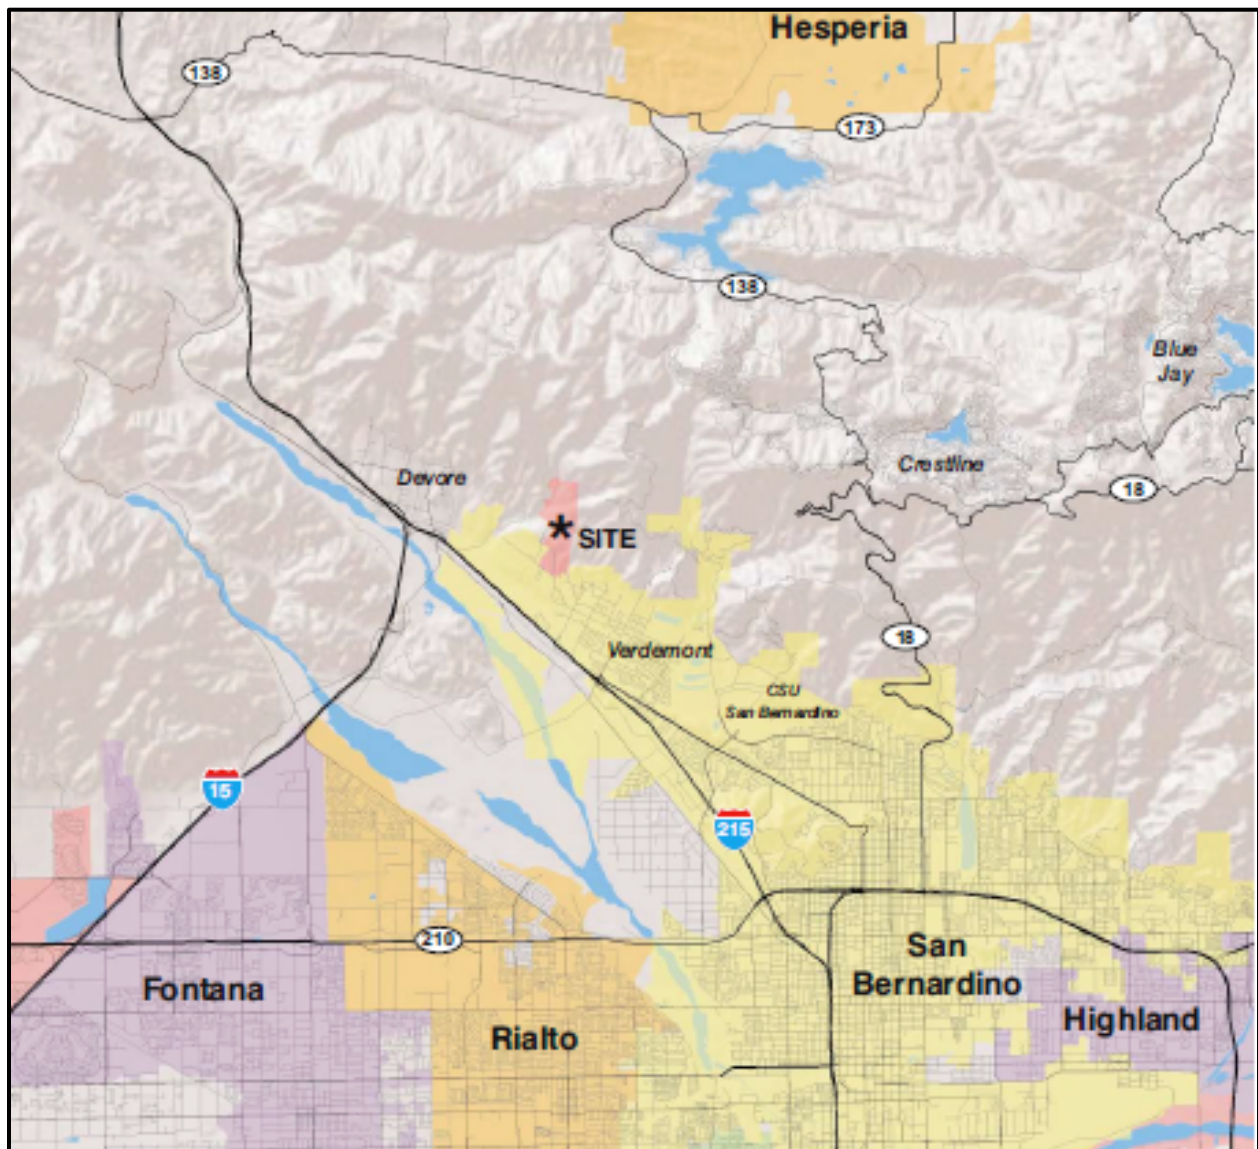 Hesperia
138
173
138
Blue
Jay
Crestline
Devore
18
SITE
18
Verdemont
CSU
San Bernardino
15
215
210
San
Bernardino
Fontana
Highland
Rialto